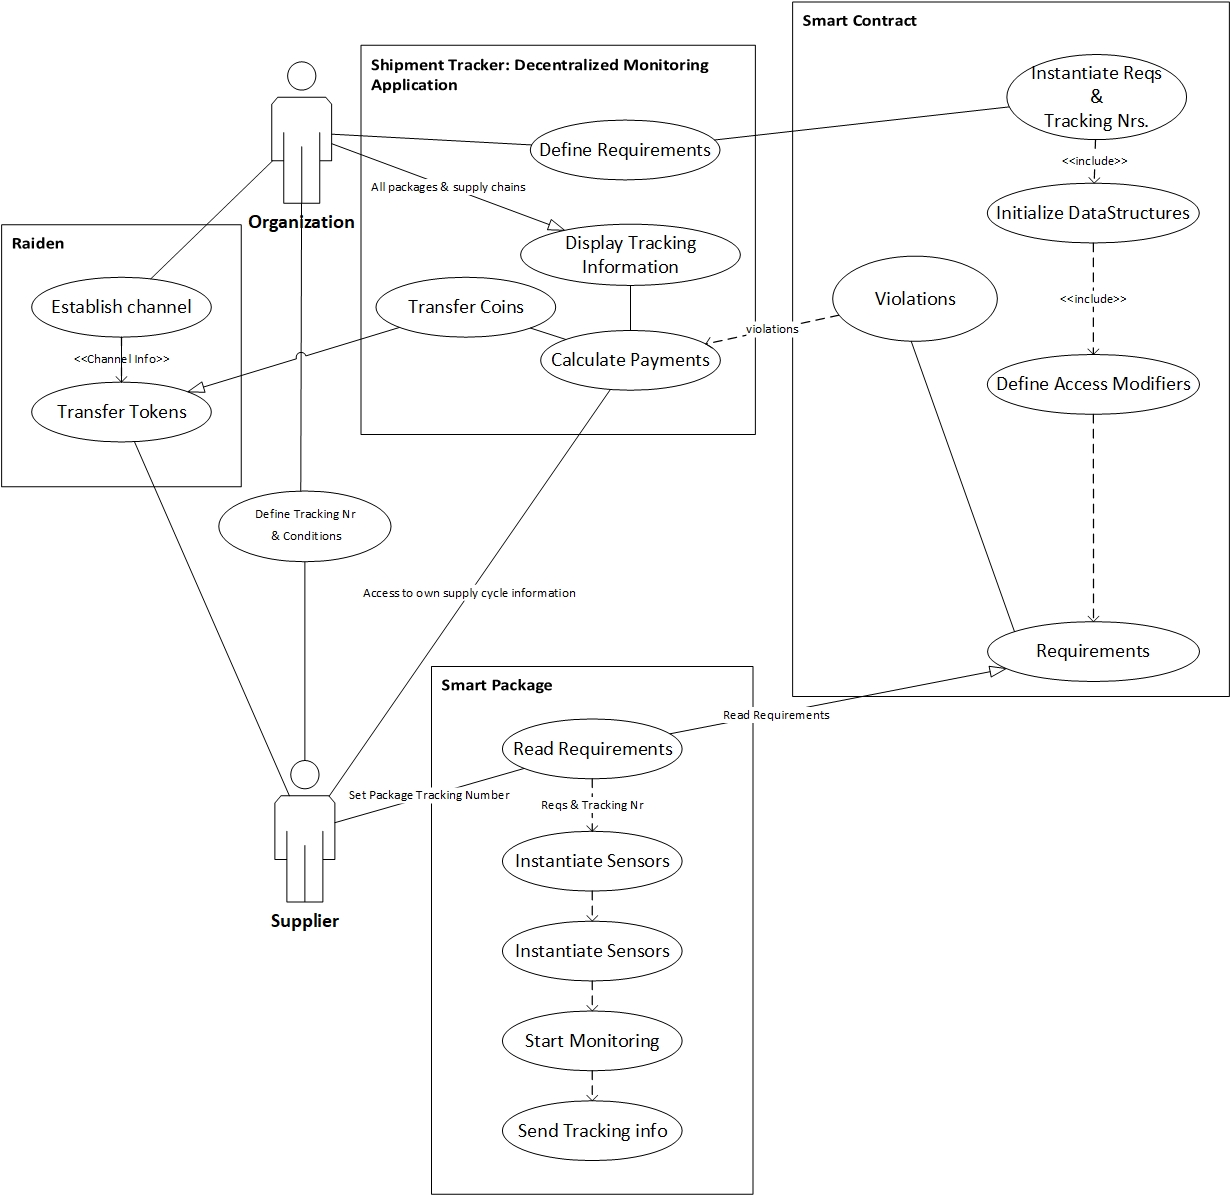 Smart Contract
Instantiate Reqs
&
Tracking Nrs.
<<include>>
Initialize DataStructures
<<include>>
Violations
Define Access Modifiers
Requirements
Shipment Tracker: Decentralized Monitoring
Application
Define Requirements
All packages & supply chains
Display Tracking
Information
Transfer Coins
Calculate Payments
violations
Organization
Raiden
Establish channel
<<Channel Info>>
Transfer Tokens
Define Tracking Nr
& Conditions
Access to own supply cycle information
Smart Package
Read Requirements
Read Requirements
Set Package Tracking Number
Reqs & Tracking Nr
Instantiate Sensors
Supplier
Instantiate Sensors
Start Monitoring
Send Tracking info